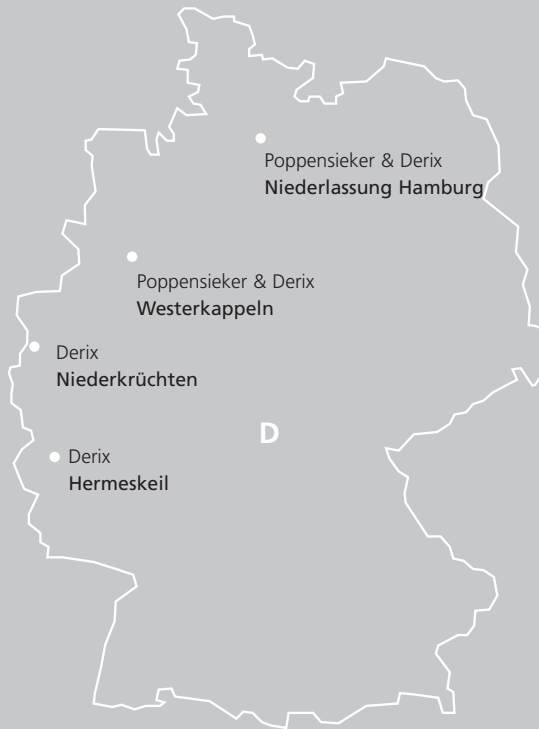 Poppensieker & Derix
Niederlassung Hamburg
Poppensieker & Derix
Westerkappeln
Derix
Niederkrüchten
D
Derix
Hermeskeil